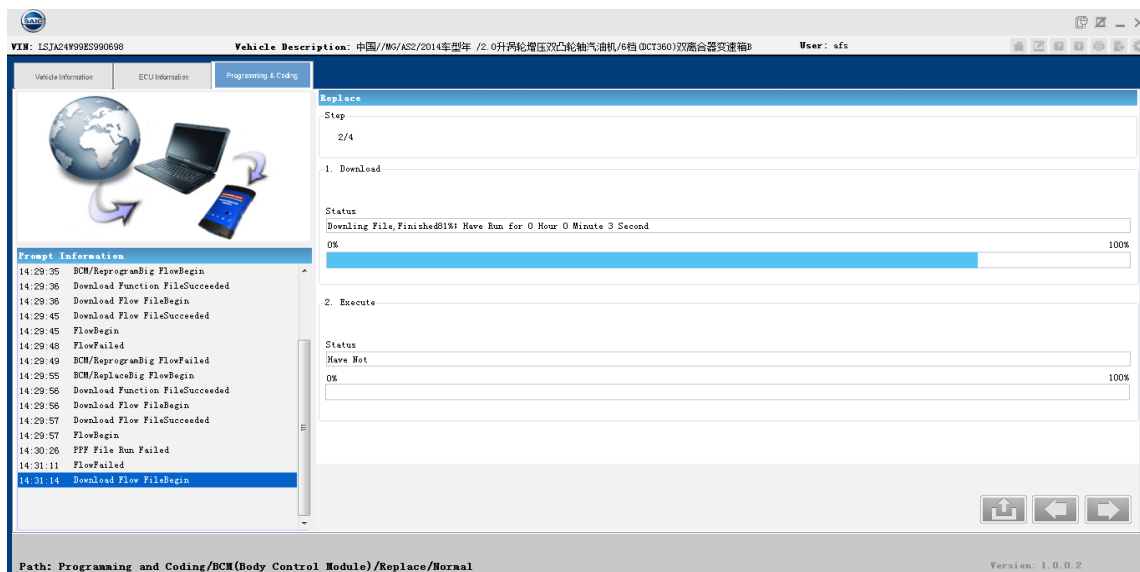 SAIC
VIN: LSJA24W99ES990698 Vehicle Description: 中国//MG/AS2/2014车型年 /2.0升涡轮增压双凸轮轴汽油机/6档(DCT360)双离合器变速箱B User: afs
Vehicle Information ECU Information Programming & Coding
Replace
Step
2/4
1. Download
Status
Downling File,Finished81%; Have Run for 0 Hour 0 Minute 3 Second
0% 100%
2. Execute
Status
Have Not
0% 100%
Prompt Information
14:29:35 BCM/ReprogramBig FlowBegin
14:29:36 Download Function FileSucceeded
14:29:36 Download Flow FileBegin
14:29:45 Download Flow FileSucceeded
14:29:45 FlowBegin
14:29:48 FlowFailed
14:29:49 BCM/ReprogramBig FlowFailed
14:29:55 BCM/ReplaceBig FlowBegin
14:29:56 Download Function FileSucceeded
14:29:56 Download Flow FileBegin
14:29:57 Download Flow FileSucceeded
14:29:57 FlowBegin
14:30:26 PPF File Run Failed
14:31:11 FlowFailed
14:31:14 Download Flow FileBegin
Path: Programming and Coding/BCM(Body Control Module)/Replace/Normal Version: 1.0.0.2